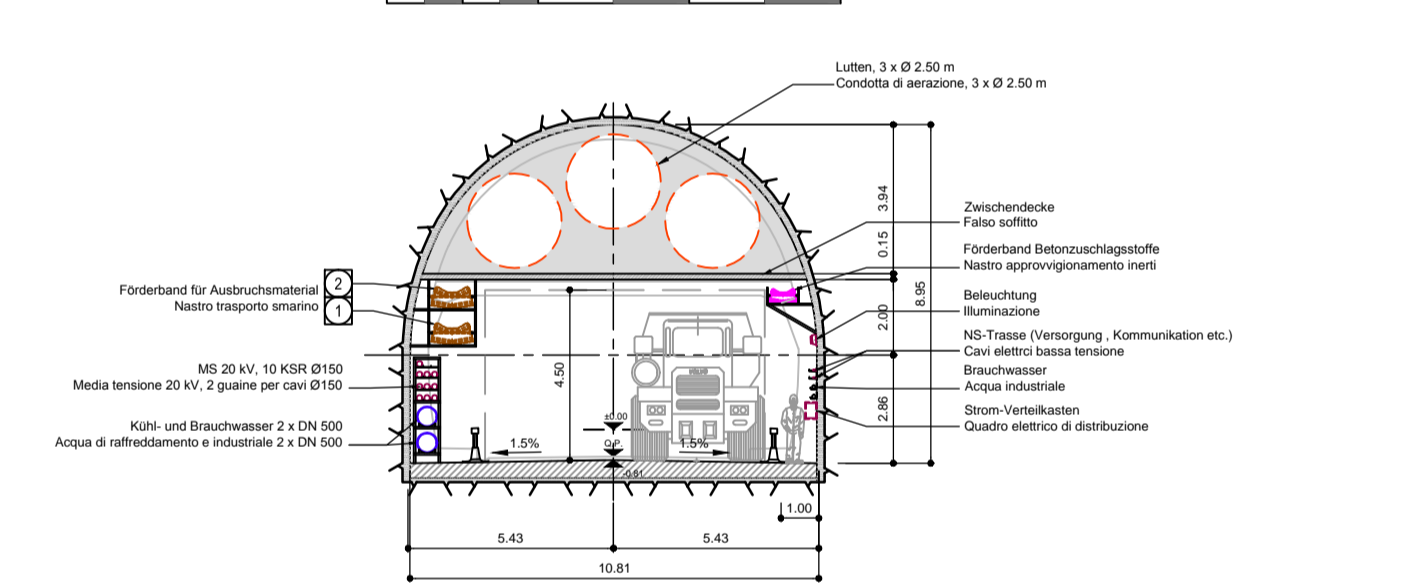 Lutten, 3 x Ø 2.50 m
Condotta di aerazione, 3 x Ø 2.50 m
3.94
Zwischendecke
Falso soffitto
0.15
Förderband Betonzuschlagsstoffe
Nastro approvvigionamento inerti
Förderband für Ausbruchsmaterial
Nastro trasporto smarino
2
1
8.95
Beleuchtung
Illuminazione
2.00
NS-Trasse (Versorgung , Kommunikation etc.)
Cavi elettrci bassa tensione
MS 20 kV, 10 KSR Ø150
Media tensione 20 kV, 2 guaine per cavi Ø150
4.50
VOLVO
Brauchwasser
Acqua industriale
2.86
Strom-Verteilkasten
Quadro elettrico di distribuzione
Kühl- und Brauchwasser 2 x DN 500
Acqua di raffreddamento e industriale 2 x DN 500
±0.00
1.5%
Q.P.
1.5%
-0.81
1.00
5.43
5.43
10.81